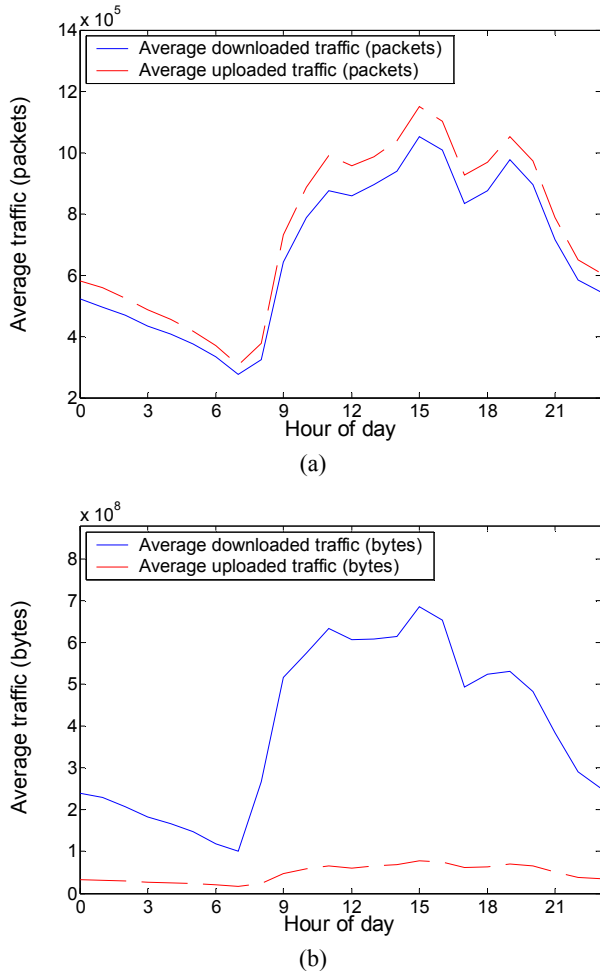 x 10^5
14
Average downloaded traffic (packets)
Average uploaded traffic (packets)
12
10
8
6
4
2
Average traffic (packets)
0 3 6 9 12 15 18 21
Hour of day
(a)
x 10^8
Average downloaded traffic (bytes)
Average uploaded traffic (bytes)
8
7
6
5
4
3
2
1
0
Average traffic (bytes)
0 3 6 9 12 15 18 21
Hour of day
(b)